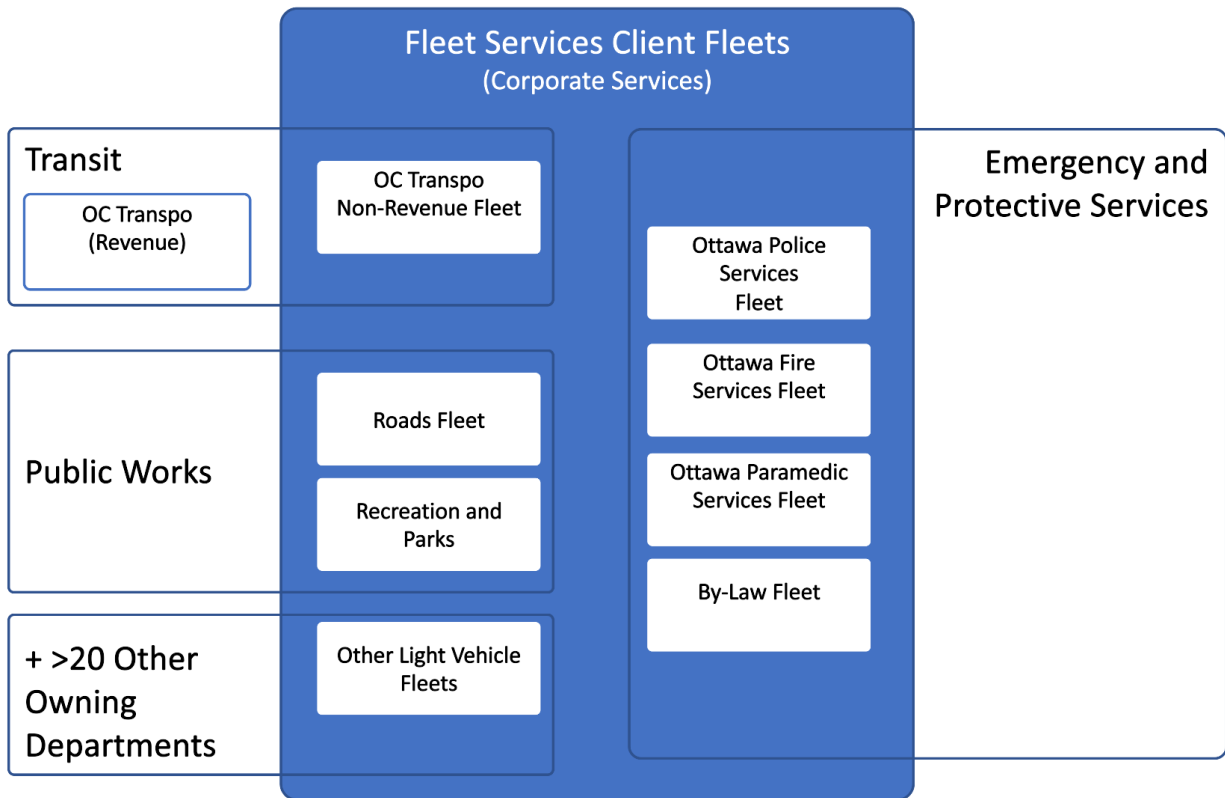 Fleet Services Client Fleets
(Corporate Services)
Transit
OC Transpo
(Revenue)
OC Transpo
Non-Revenue Fleet
Emergency and
Protective Services
Ottawa Police
Services
Fleet
Ottawa Fire
Services Fleet
Ottawa Paramedic
Services Fleet
By-Law Fleet
Public Works
Roads Fleet
Recreation and
Parks
+ >20 Other
Owning
Departments
Other Light Vehicle
Fleets